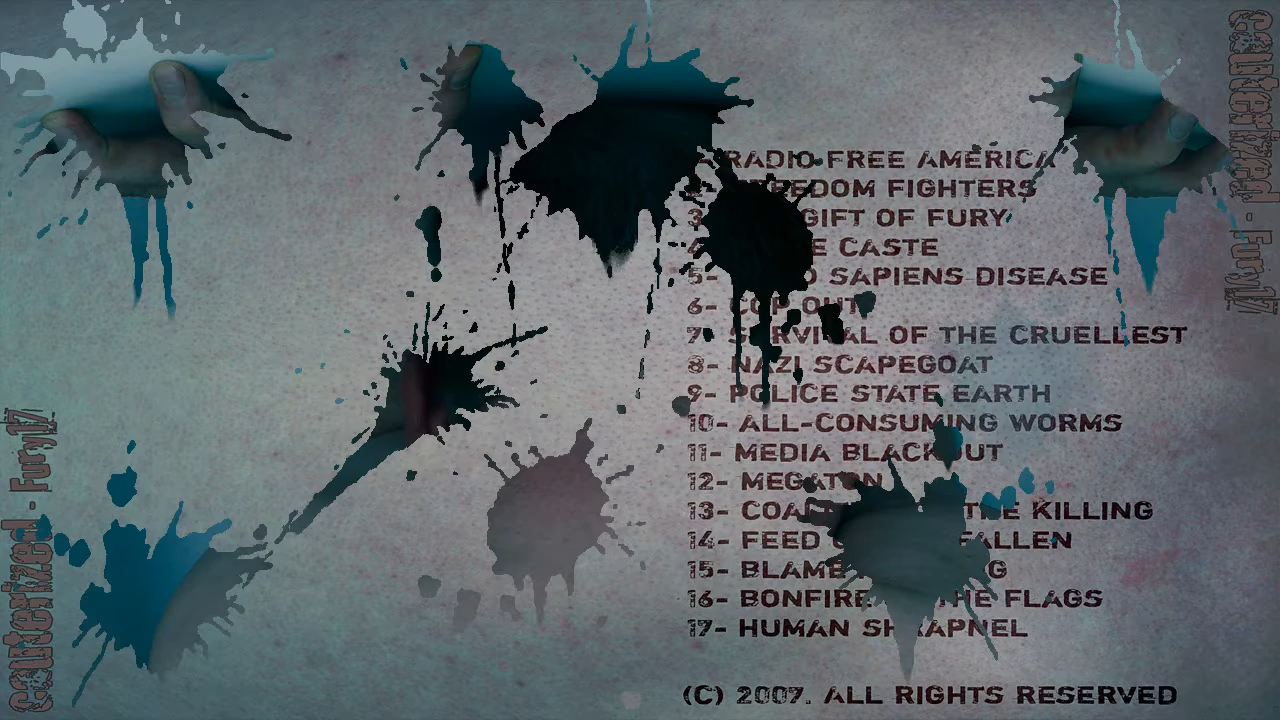 RADIO FREE AMERICA
FREEDOM FIGHTERS
3 GIFT OF FURY
CASTE
5- SAPIENS DISEASE
6- COP OUT
7- SURVIVAL OF THE CRUELLEST
8- NAZI SCAPEGOAT
9- POLICE STATE EARTH
10- ALL-CONSUMING WORMS
11- MEDIA BLACKOUT
12- MEGATON
13- THE KILLING
14- FEED FALLEN
15- BLAME
16- BONFIRE THE FLAGS
17- HUMAN SHRAPNEL
(C) 2007. ALL RIGHTS RESERVED
Cauterized - Fury17
Cauterized - Fury17